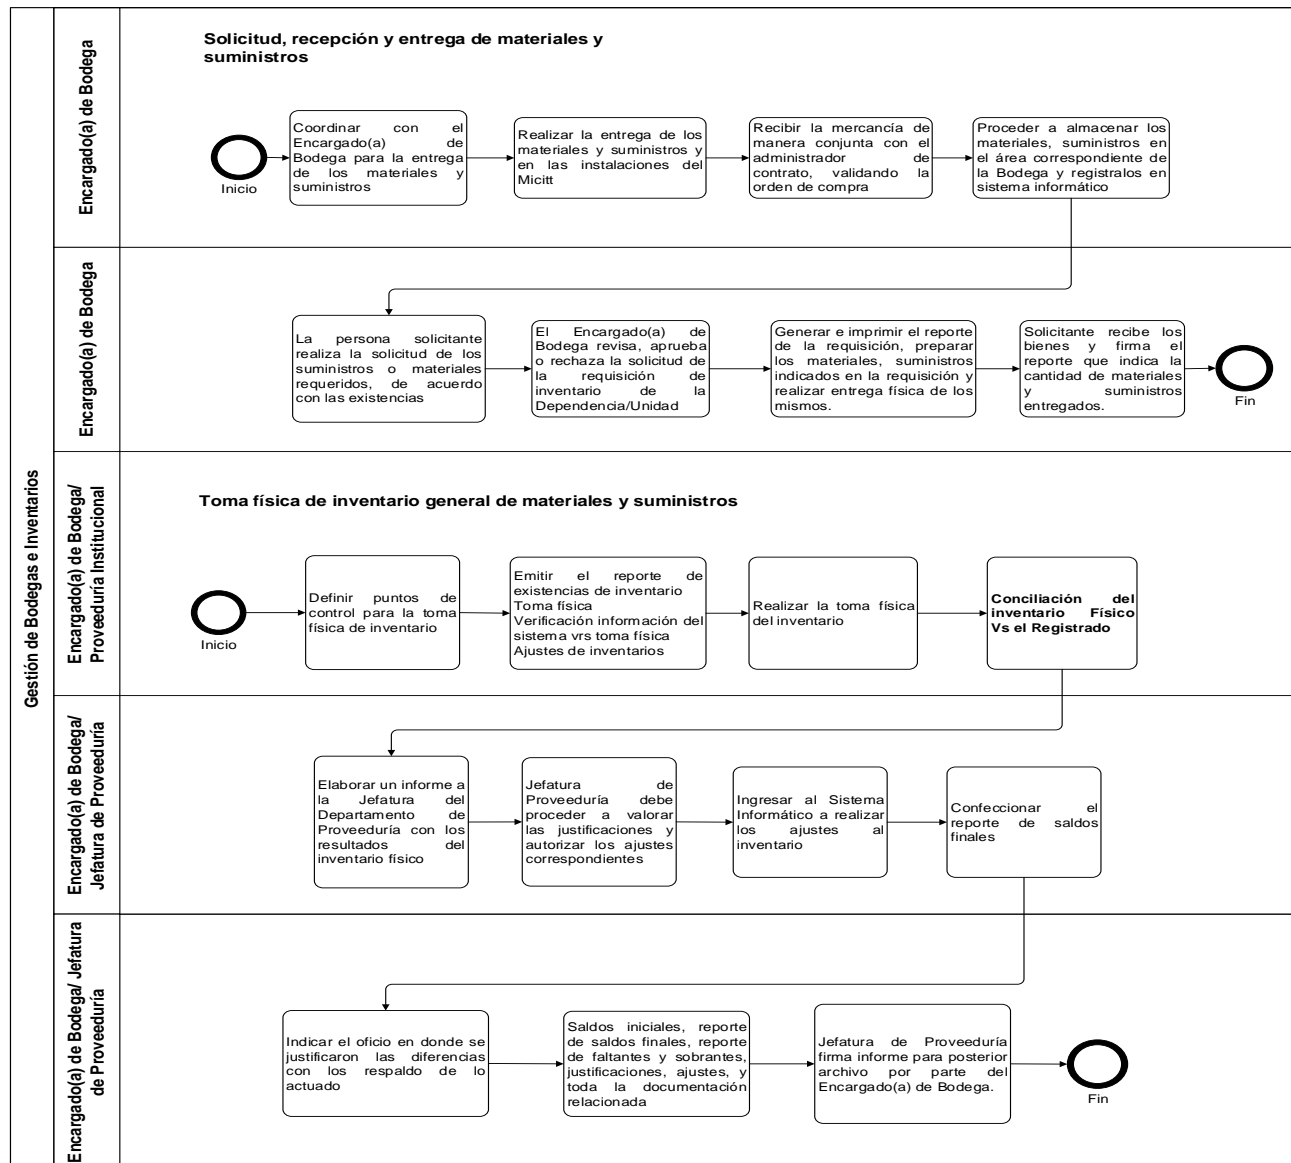 Gestión de Bodegas e Inventarios
Encargado(a) de Bodega
Solicitud, recepción y entrega de materiales y
suministros
Inicio
Coordinar con el
Encargado(a) de
Bodega para la entrega
de los materiales y
suministros
Realizar la entrega de los
materiales y suministros y
en las instalaciones del
Micitt
Recibir la mercancía de
manera conjunta con el
administrador de
contrato, validando la
orden de compra
Proceder a almacenar los
materiales, suministros en
el área correspondiente de
la Bodega y registralos en
sistema informático
Encargado(a) de Bodega
La persona solicitante
realiza la solicitud de los
suministros o materiales
requeridos, de acuerdo
con las existencias
El Encargado(a) de
Bodega revisa, aprueba
o rechaza la solicitud de
la requisición de
inventario de la
Dependencia/Unidad
Generar e imprimir el reporte
de la requisición, preparar
los materiales, suministros
indicados en la requisición y
realizar entrega física de los
mismos.
Solicitante recibe los
bienes y firma el
reporte que indica la
cantidad de materiales
y suministros
entregados.
Fin
Encargado(a) de Bodega/
Proveeduría Institucional
Toma física de inventario general de materiales y suministros
Inicio
Definir puntos de
control para la toma
física de inventario
Emitir el reporte de
existencias de inventario
Toma física
Verificación información del
sistema vrs toma física
Ajustes de inventarios
Realizar la toma física
del inventario
Conciliación del
inventario Físico
Vs el Registrado
Encargado(a) de Bodega/
Jefatura de Proveeduría
Elaborar un informe a
la Jefatura del
Departamento de
Proveeduría con los
resultados del
inventario físico
Jefatura de
Proveeduría debe
proceder a valorar
las justificaciones y
autorizar los ajustes
correspondientes
Ingresar al Sistema
Informático a realizar
los ajustes al
inventario
Confeccionar el
reporte de saldos
finales
Encargado(a) de Bodega/ Jefatura
de Proveeduría
Indicar el oficio en donde se
justificaron las diferencias
con los respaldo de lo
actuado
Saldos iniciales, reporte
de saldos finales, reporte
de faltantes y sobrantes,
justificaciones, ajustes, y
toda la documentación
relacionada
Jefatura de Proveeduría
firma informe para posterior
archivo por parte del
Encargado(a) de Bodega.
Fin